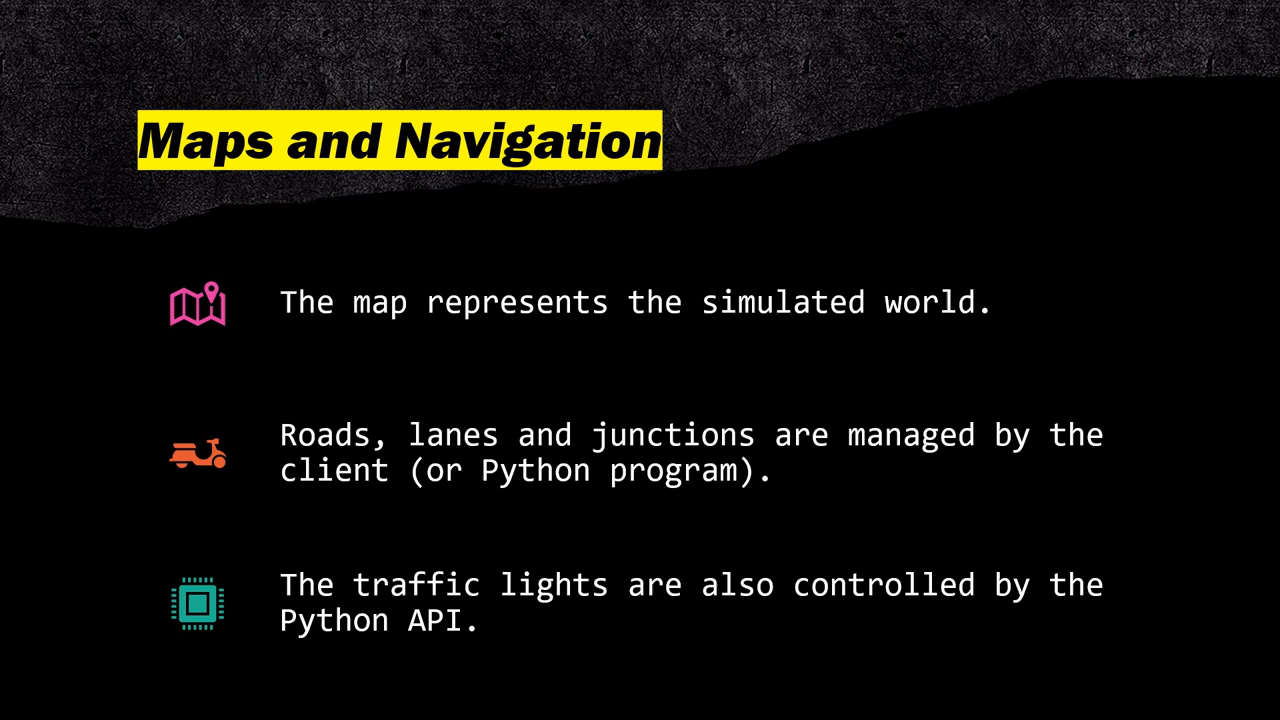 Maps and Navigation
The map represents the simulated world.
Roads, lanes and junctions are managed by the
client (or Python program).
The traffic lights are also controlled by the
Python API.